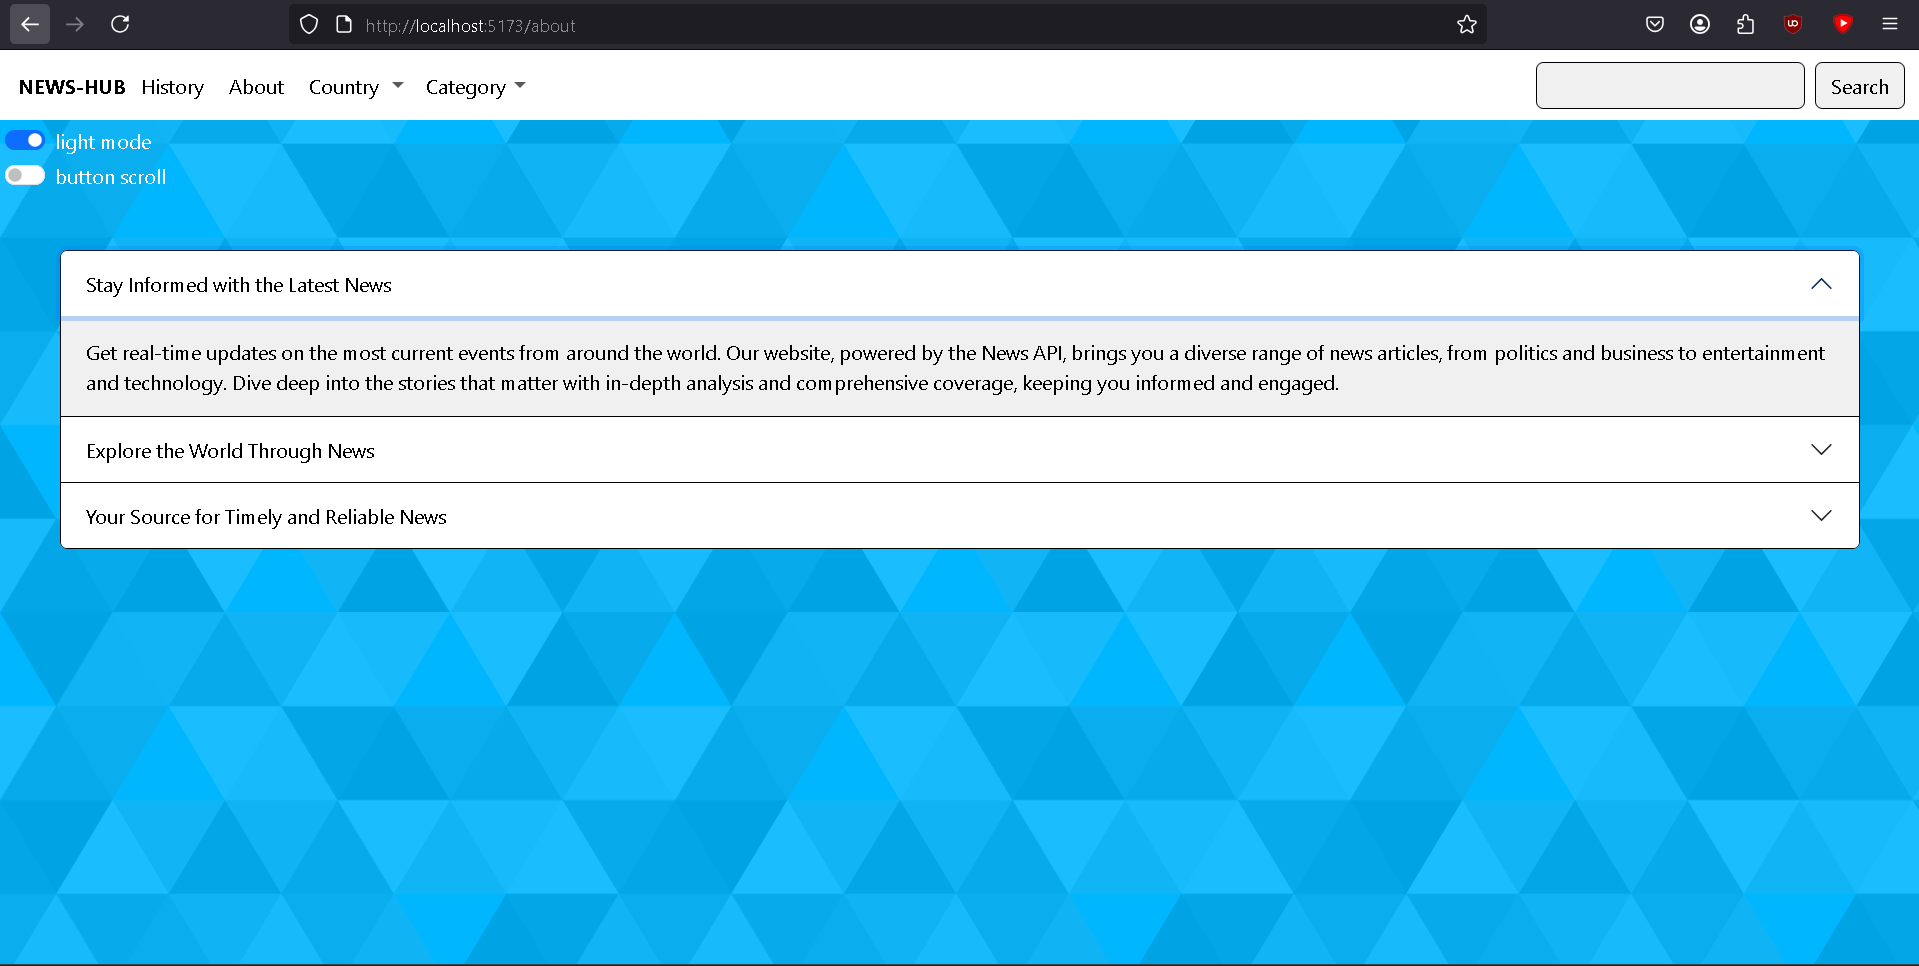 http://localhost:5173/about
NEWS-HUB History About Country Category Search
light mode
button scroll
Stay Informed with the Latest News
Get real-time updates on the most current events from around the world. Our website, powered by the News API, brings you a diverse range of news articles, from politics and business to entertainment
and technology. Dive deep into the stories that matter with in-depth analysis and comprehensive coverage, keeping you informed and engaged.
Explore the World Through News
Your Source for Timely and Reliable News